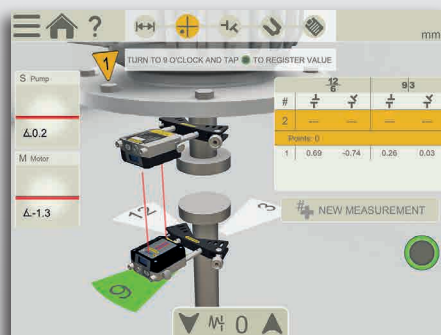 ?
mm
1
TURN TO 9 O'CLOCK AND TAP TO REGISTER VALUE
S Pump
∡0.2
M Motor
∡-1.3
12
6
9 3
#
2 --- --- --- ---
Points: 0
1 0.69 -0.74 0.26 0.03
# NEW MEASUREMENT
12
3
9
0